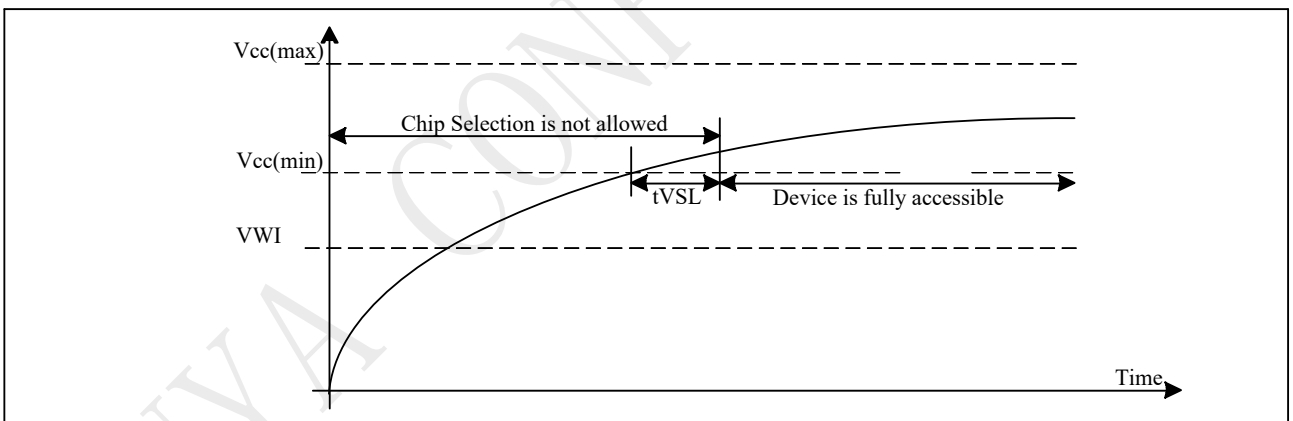 Vcc(max)
Chip Selection is not allowed
Vcc(min)
tVSL
Device is fully accessible
VWI
Time